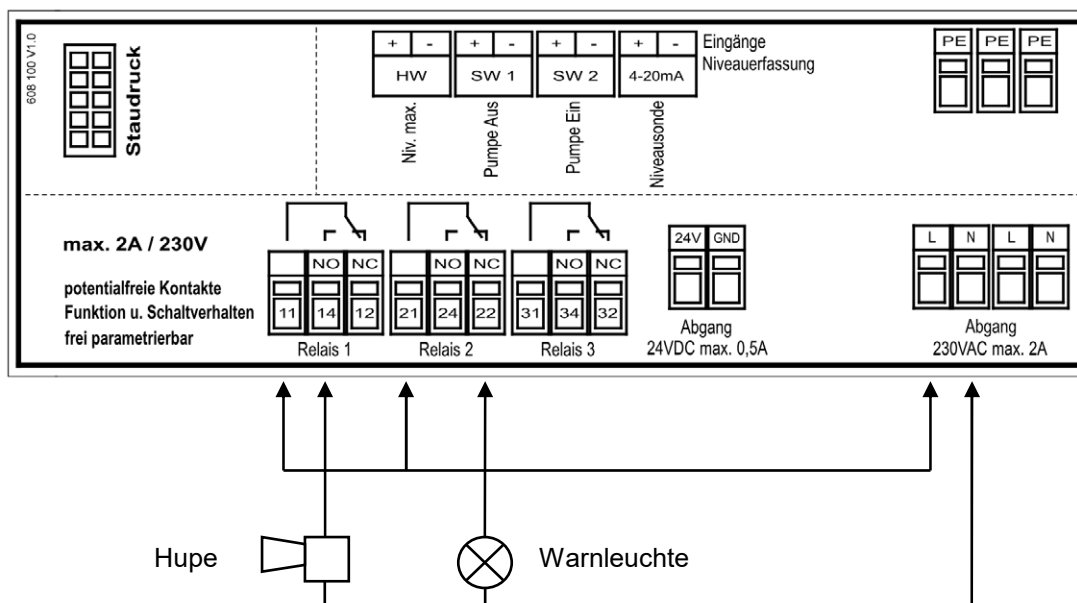 608 100 V1.0
Staudruck
+ - + - + - + -
HW SW 1 SW 2 4-20mA
Eingänge
Niveauerfassung
Niv. max.
Pumpe Aus
Pumpe Ein
Niveausonde
PE PE PE
max. 2A / 230V
potentialfreie Kontakte
Funktion u. Schaltverhalten
frei parametrierbar
NO NC NO NC NO NC
11 14 12 21 24 22 31 34 32
Relais 1 Relais 2 Relais 3
24V GND
Abgang
24VDC max. 0,5A
L N L N
Abgang
230VAC max. 2A
Hupe
Warnleuchte